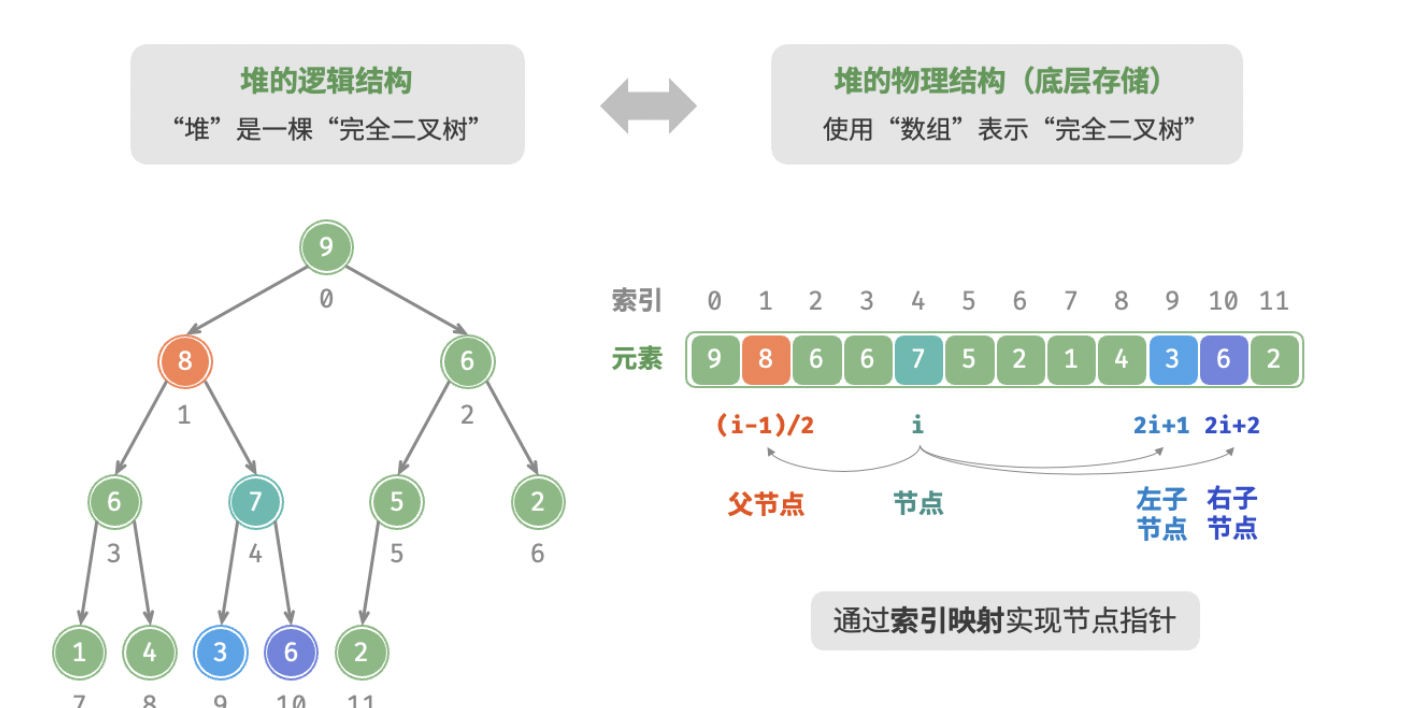 堆的逻辑结构
“堆”是一棵“完全二叉树”
堆的物理结构（底层存储）
使用“数组”表示“完全二叉树”
9
0
8
6
1
2
6
7
5
2
3
4
5
6
1
4
3
6
2
7
8
9
10
11
索引 0 1 2 3 4 5 6 7 8 9 10 11
元素 9 8 6 6 7 5 2 1 4 3 6 2
(i-1)/2 i 2i+1 2i+2
父节点
节点
左子
节点
右子
节点
通过索引映射实现节点指针